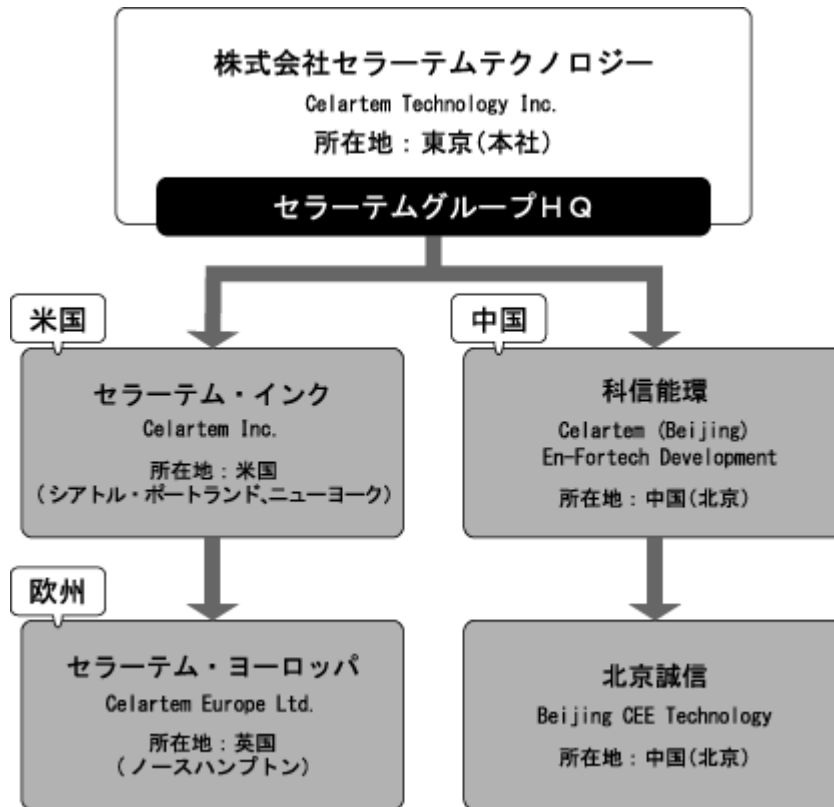 株式会社セラーテムテクノロジー
Celartem Technology Inc.
所在地：東京(本社)
セラーテムグループＨＱ
米国
セラーテム・インク
Celartem Inc.
所在地：米国
(シアトル・ポートランド、ニューヨーク)
中国
科信能環
Celartem (Beijing)
En-Fortech Development
所在地：中国(北京)
欧州
セラーテム・ヨーロッパ
Celartem Europe Ltd.
所在地：英国
(ノースハンプトン)
北京誠信
Beijing CEE Technology
所在地：中国(北京)